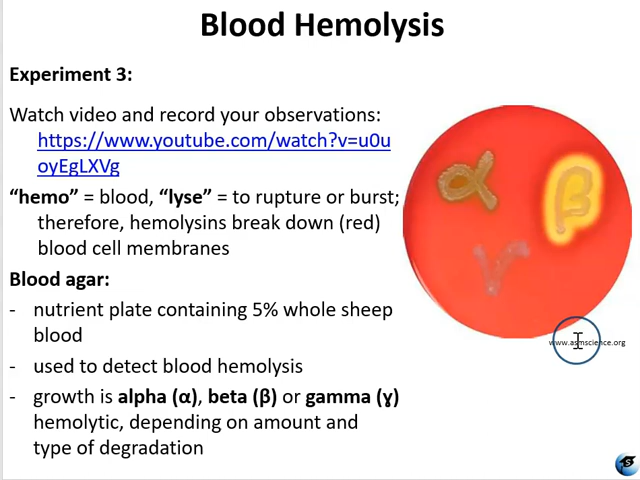 Blood Hemolysis
Experiment 3:
Watch video and record your observations:
https://www.youtube.com/watch?v=u0u
oyEgLXVg
“hemo” = blood, “lyse” = to rupture or burst;
therefore, hemolysins break down (red)
blood cell membranes
Blood agar:
- nutrient plate containing 5% whole sheep
blood
- used to detect blood hemolysis
- growth is alpha (α), beta (β) or gamma (ɣ)
hemolytic, depending on amount and
type of degradation
α
β
γ
www.asmscience.org